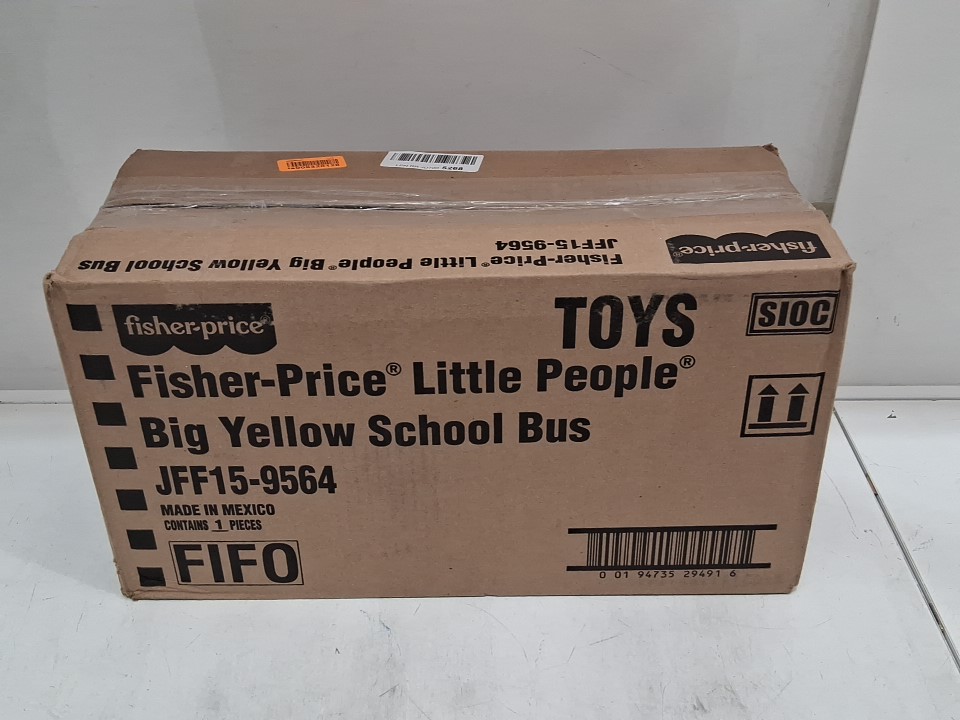 Fisher-Price® Little People® Big Yellow School Bus
JFF15-9564
fisher-price
fisher-price®
TOYS
SIOC
Fisher-Price® Little People®
Big Yellow School Bus
JFF15-9564
MADE IN MEXICO
CONTAINS 1 PIECES
FIFO
0 01 94735 29491 6